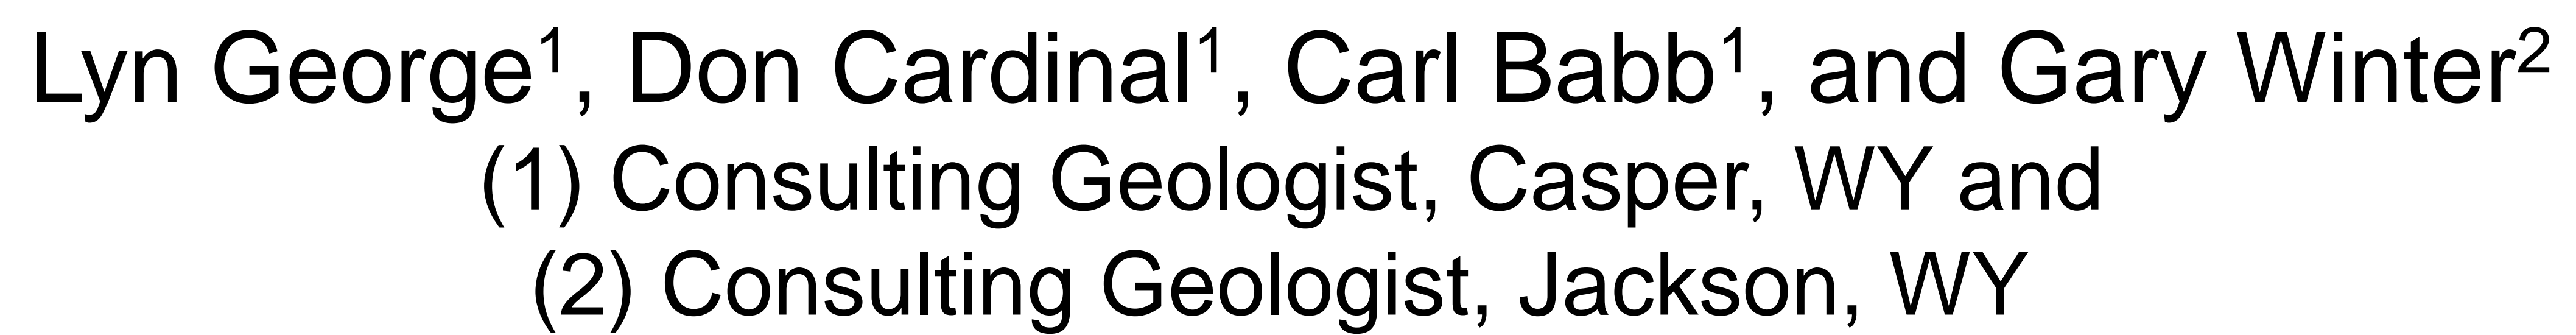 Lyn George¹, Don Cardinal¹, Carl Babb¹, and Gary Winter²
(1) Consulting Geologist, Casper, WY and
(2) Consulting Geologist, Jackson, WY